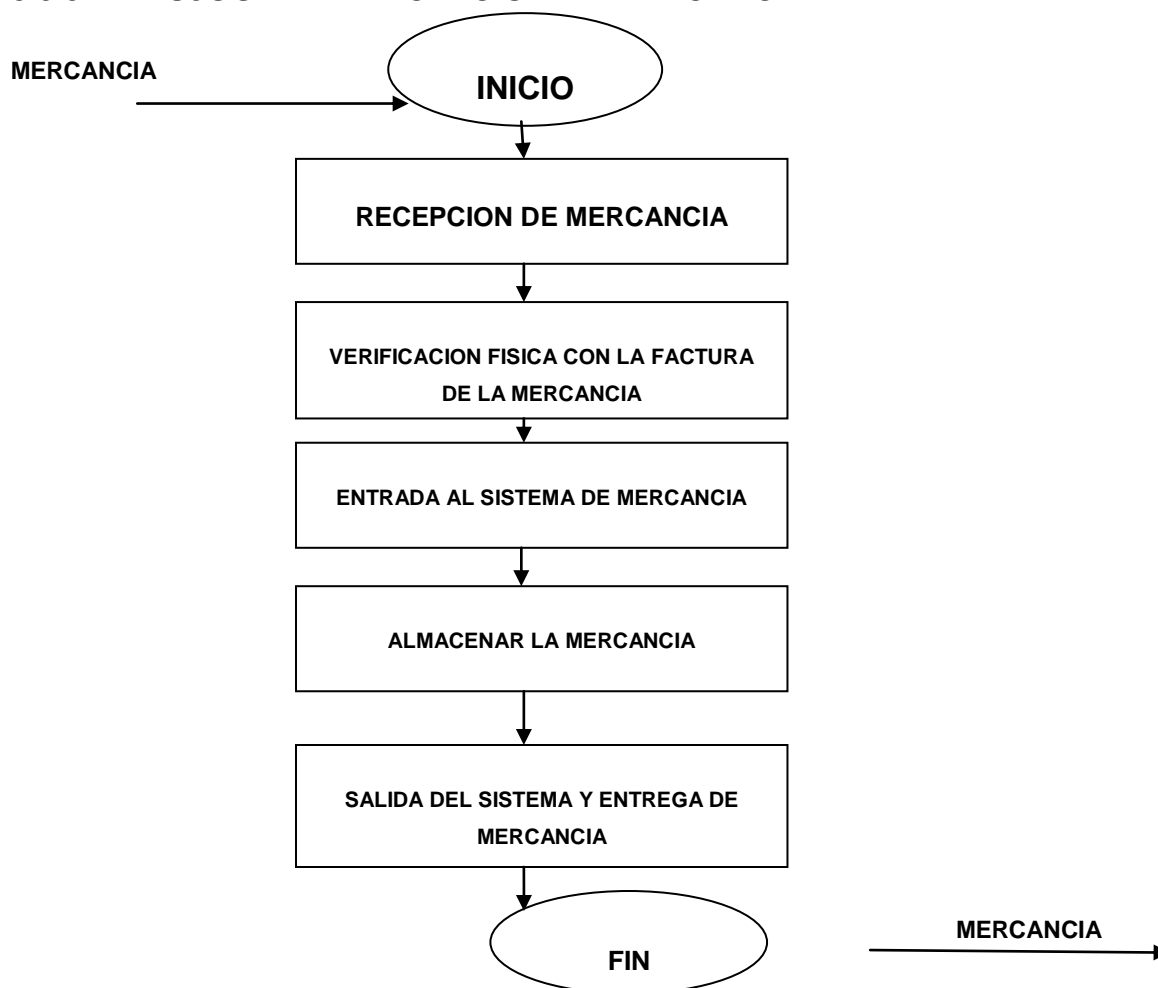 MERCANCIA
INICIO
RECEPCION DE MERCANCIA
VERIFICACION FISICA CON LA FACTURA
DE LA MERCANCIA
ENTRADA AL SISTEMA DE MERCANCIA
ALMACENAR LA MERCANCIA
SALIDA DEL SISTEMA Y ENTREGA DE
MERCANCIA
FIN
MERCANCIA